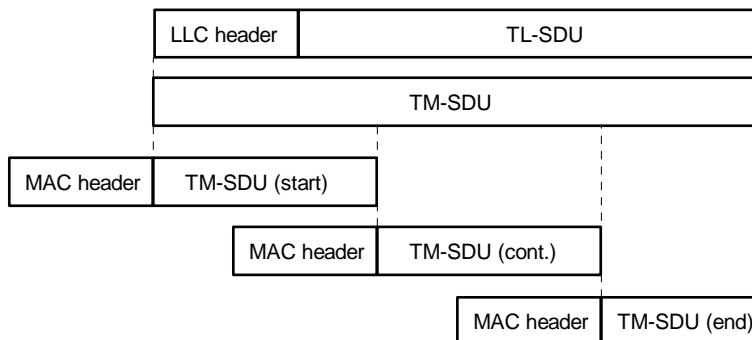 LLC header TL-SDU
TM-SDU
MAC header TM-SDU (start)
MAC header TM-SDU (cont.)
MAC header TM-SDU (end)